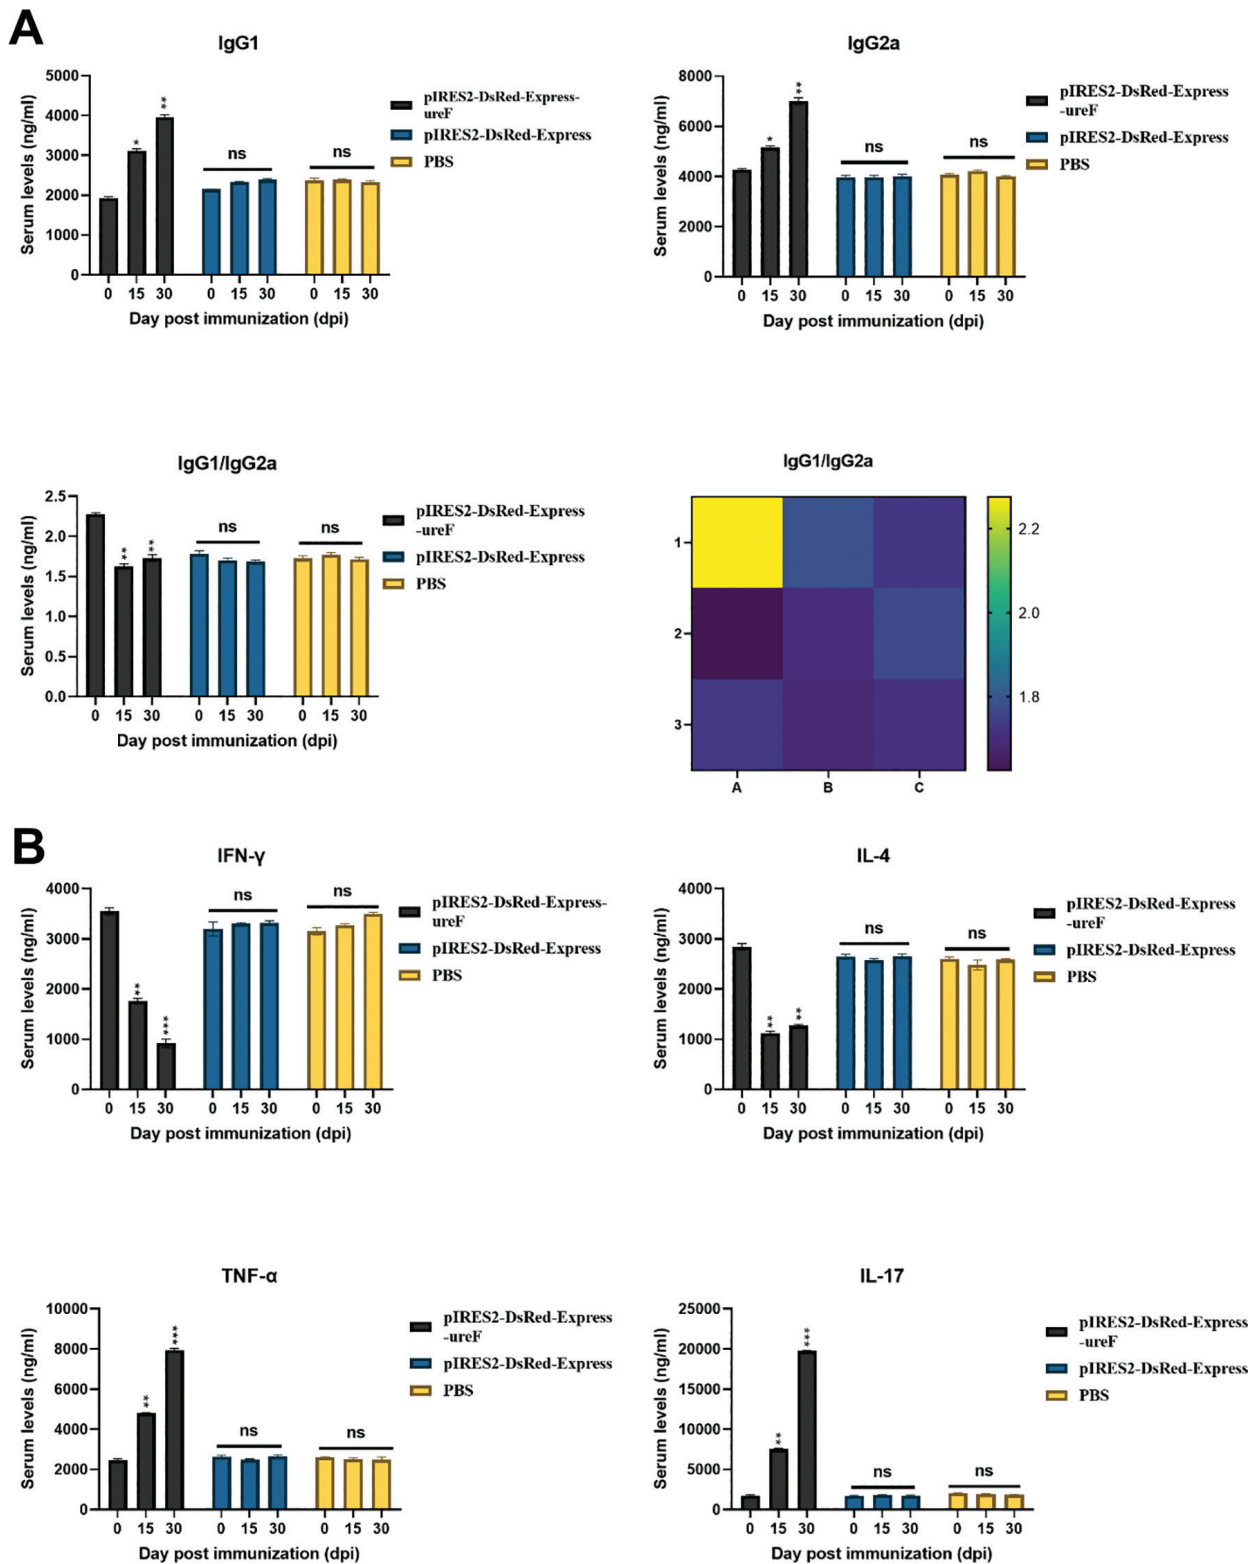 A
IgG1
Serum levels (ng/ml)
5000
4000
3000
2000
1000
0
*
**
ns
ns
0 15 30 0 15 30 0 15 30
Day post immunization (dpi)
pIRES2-DsRed-Express-
ureF
pIRES2-DsRed-Express
PBS
IgG2a
Serum levels (ng/ml)
8000
6000
4000
2000
0
*
**
ns
ns
0 15 30 0 15 30 0 15 30
Day post immunization (dpi)
pIRES2-DsRed-Express
-ureF
pIRES2-DsRed-Express
PBS
IgG1/IgG2a
Serum levels (ng/ml)
2.5
2.0
1.5
1.0
0.5
0.0
**
**
ns
ns
0 15 30 0 15 30 0 15 30
Day post immunization (dpi)
pIRES2-DsRed-Express
-ureF
pIRES2-DsRed-Express
PBS
IgG1/IgG2a
1
2
3
A B C
2.2
2.0
1.8
B
IFN-γ
Serum levels (ng/ml)
4000
3000
2000
1000
0
**
***
ns
ns
0 15 30 0 15 30 0 15 30
Day post immunization (dpi)
pIRES2-DsRed-Express-
ureF
pIRES2-DsRed-Express
PBS
IL-4
Serum levels (ng/ml)
4000
3000
2000
1000
0
**
**
ns
ns
0 15 30 0 15 30 0 15 30
Day post immunization (dpi)
pIRES2-DsRed-Express
-ureF
pIRES2-DsRed-Express
PBS
TNF-α
Serum levels (ng/ml)
10000
8000
6000
4000
2000
0
**
***
ns
ns
0 15 30 0 15 30 0 15 30
Day post immunization (dpi)
pIRES2-DsRed-Express
-ureF
pIRES2-DsRed-Express
PBS
IL-17
Serum levels (ng/ml)
25000
20000
15000
10000
5000
0
**
***
ns
ns
0 15 30 0 15 30 0 15 30
Day post immunization (dpi)
pIRES2-DsRed-Express
-ureF
pIRES2-DsRed-Express
PBS